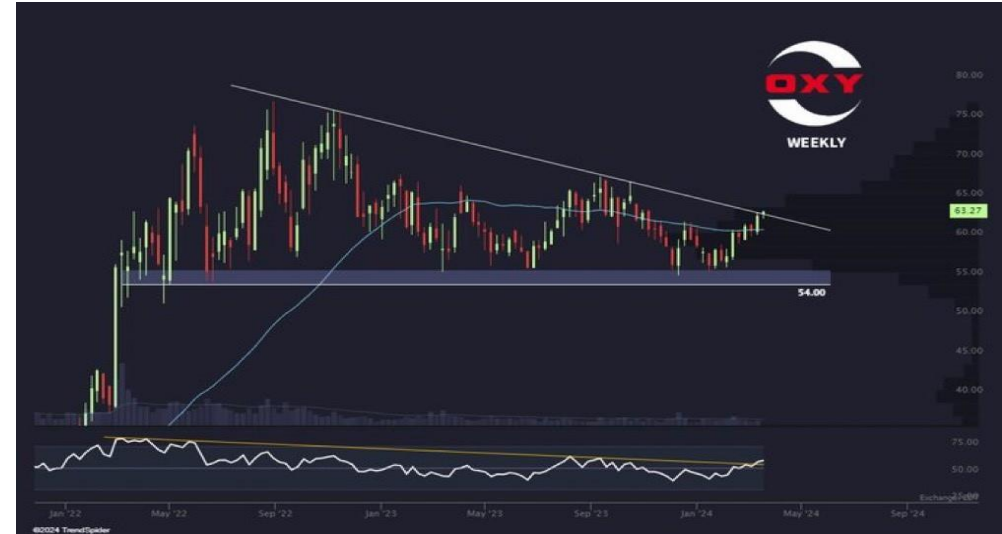 OXY
WEEKLY
80.00
75.00
70.00
65.00
63.27
60.00
55.00
54.00
50.00
45.00
40.00
75.00
50.00
Jan '22
May '22
Sep '22
Jan '23
May '23
Sep '23
Jan '24
May '24
Sep '24
©2024 TrendSpider